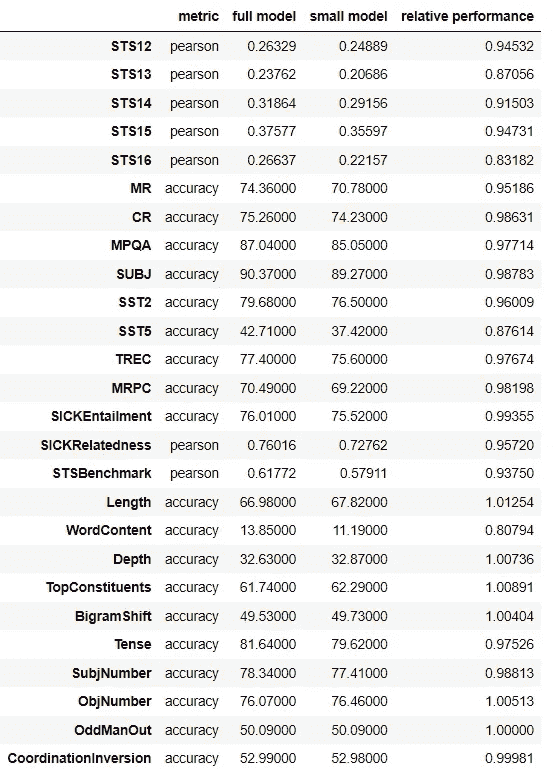 metric full model small model relative performance
STS12 pearson 0.26329 0.24889 0.94532
STS13 pearson 0.23762 0.20686 0.87056
STS14 pearson 0.31864 0.29156 0.91503
STS15 pearson 0.37577 0.35597 0.94731
STS16 pearson 0.26637 0.22157 0.83182
MR accuracy 74.36000 70.78000 0.95186
CR accuracy 75.26000 74.23000 0.98631
MPQA accuracy 87.04000 85.05000 0.97714
SUBJ accuracy 90.37000 89.27000 0.98783
SST2 accuracy 79.68000 76.50000 0.96009
SST5 accuracy 42.71000 37.42000 0.87614
TREC accuracy 77.40000 75.60000 0.97674
MRPC accuracy 70.49000 69.22000 0.98198
SICKEntailment accuracy 76.01000 75.52000 0.99355
SICKRelatedness pearson 0.76016 0.72762 0.95720
STSBenchmark pearson 0.61772 0.57911 0.93750
Length accuracy 66.98000 67.82000 1.01254
WordContent accuracy 13.85000 11.19000 0.80794
Depth accuracy 32.63000 32.87000 1.00736
TopConstituents accuracy 61.74000 62.29000 1.00891
BigramShift accuracy 49.53000 49.73000 1.00404
Tense accuracy 81.64000 79.62000 0.97526
SubjNumber accuracy 78.34000 77.41000 0.98813
ObjNumber accuracy 76.07000 76.46000 1.00513
OddManOut accuracy 50.09000 50.09000 1.00000
CoordinationInversion accuracy 52.99000 52.98000 0.99981